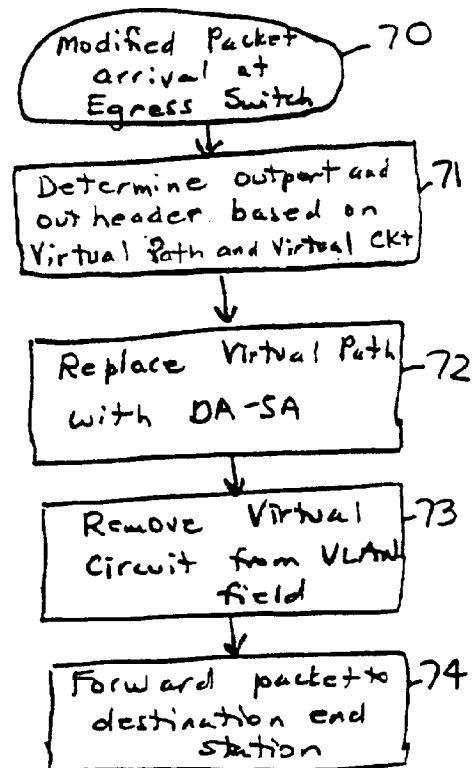 Modified Packet
arrival at
Egress Switch
70
Determine outport and
out header based on
Virtual Path and Virtual Ckt
71
Replace Virtual Path
with DA-SA
72
Remove Virtual
Circuit from VLAN
field
73
Forward packet to
destination end
station
74